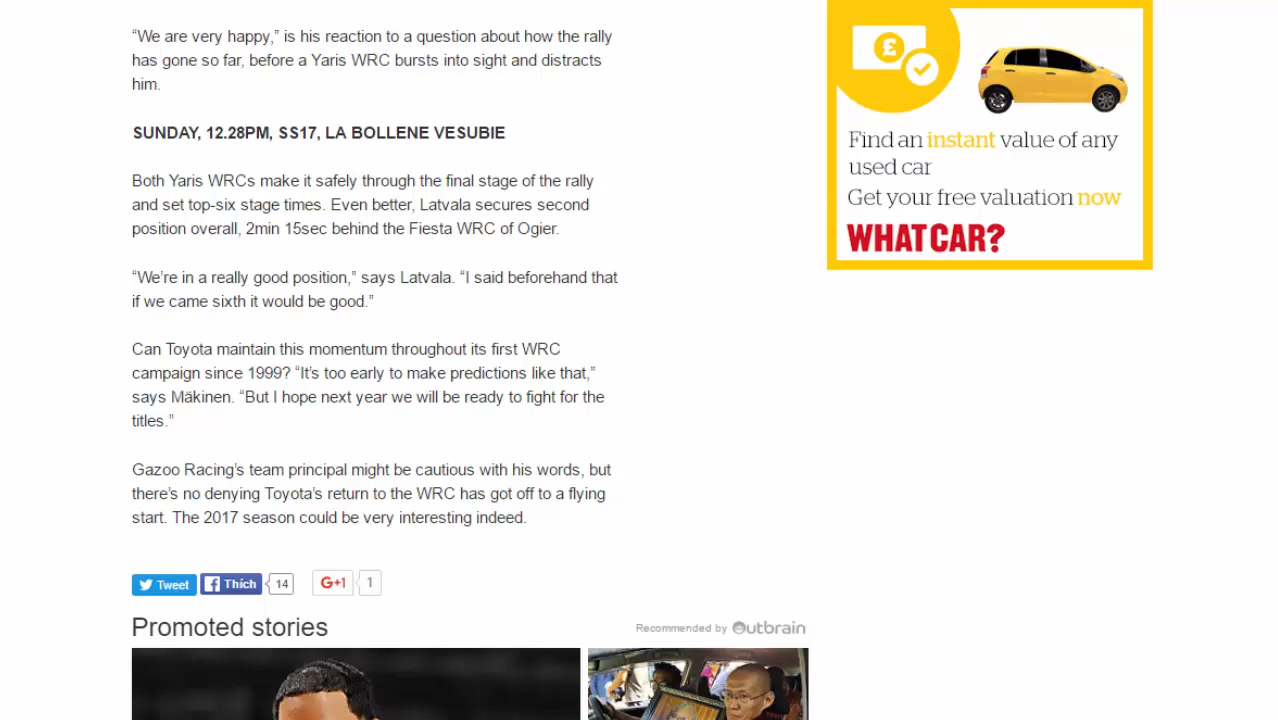 “We are very happy,” is his reaction to a question about how the rally
has gone so far, before a Yaris WRC bursts into sight and distracts
him.
SUNDAY, 12.28PM, SS17, LA BOLLENE VESUBIE
Both Yaris WRCs make it safely through the final stage of the rally
and set top-six stage times. Even better, Latvala secures second
position overall, 2min 15sec behind the Fiesta WRC of Ogier.
“We’re in a really good position,” says Latvala. “I said beforehand that
if we came sixth it would be good.”
Can Toyota maintain this momentum throughout its first WRC
campaign since 1999? “It’s too early to make predictions like that,”
says Mäkinen. “But I hope next year we will be ready to fight for the
titles.”
Gazoo Racing’s team principal might be cautious with his words, but
there’s no denying Toyota’s return to the WRC has got off to a flying
start. The 2017 season could be very interesting indeed.
Tweet
Thích
14
G+1
1
Promoted stories
Recommended by Outbrain
£
Find an instant value of any
used car
Get your free valuation now
WHAT CAR?